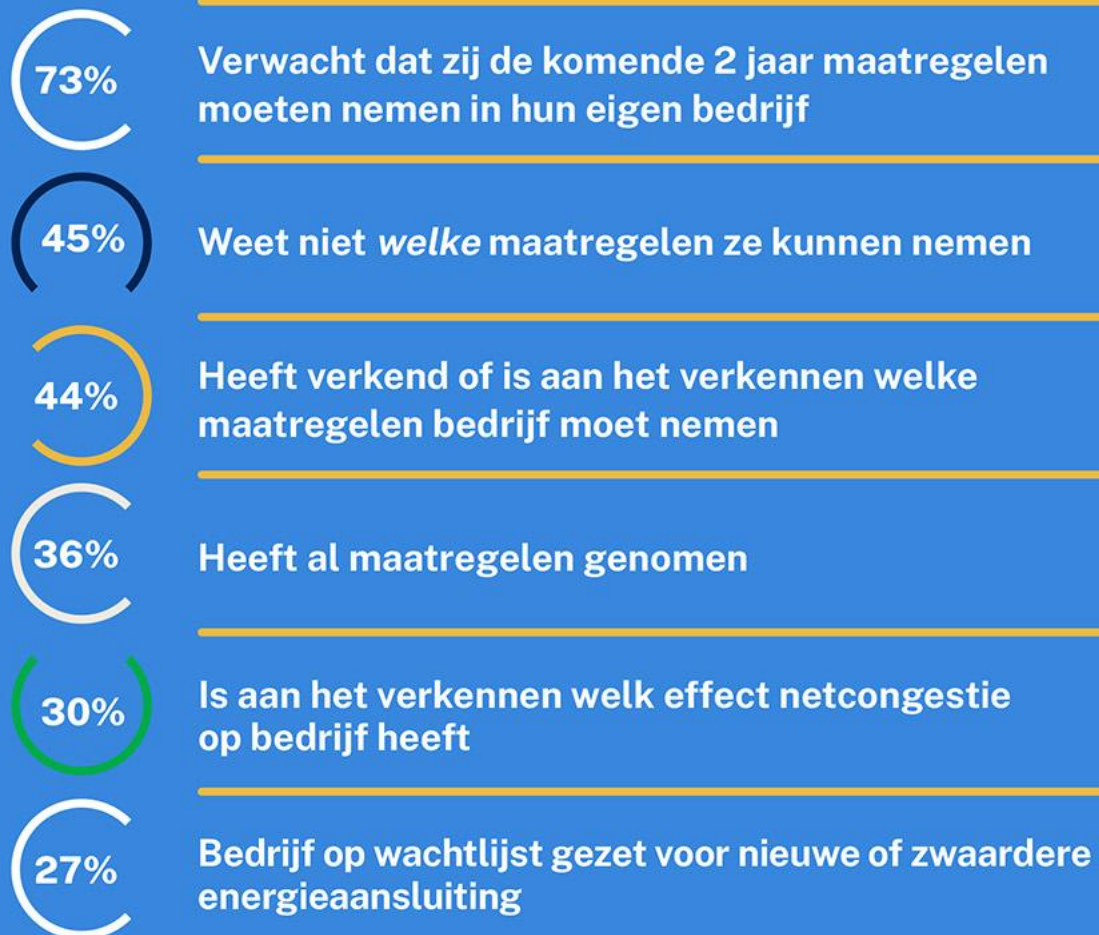 73%
Verwacht dat zij de komende 2 jaar maatregelen
moeten nemen in hun eigen bedrijf
45%
Weet niet welke maatregelen ze kunnen nemen
44%
Heeft verkend of is aan het verkennen welke
maatregelen bedrijf moet nemen
36%
Heeft al maatregelen genomen
30%
Is aan het verkennen welk effect netcongestie
op bedrijf heeft
27%
Bedrijf op wachtlijst gezet voor nieuwe of zwaardere
energieaansluiting